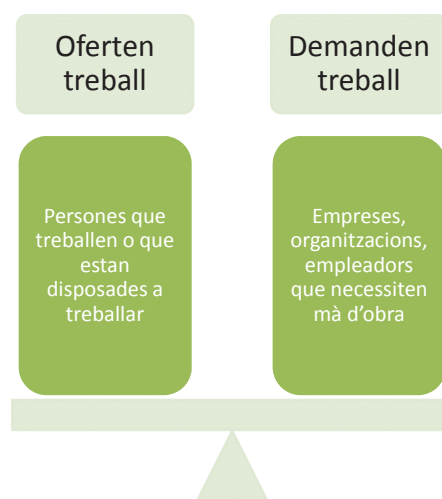 Oferten
treball
Demanden
treball
Persones que
treballen o que
estan
disposades a
treballar
Empreses,
organitzacions,
empleadors
que necessiten
mà d'obra